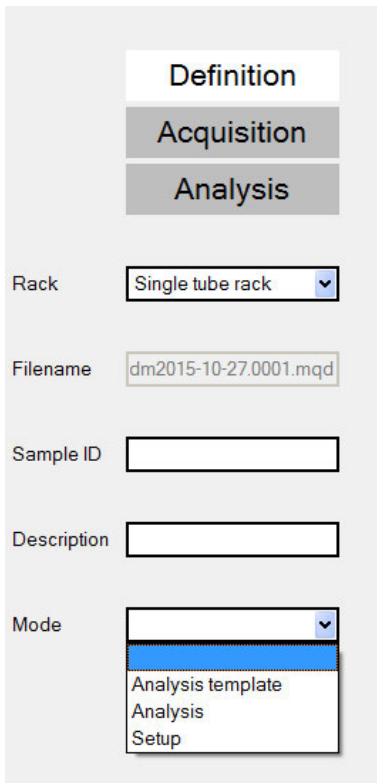 Definition
Acquisition
Analysis
Rack Single tube rack
Filename dm2015-10-27.0001.mqd
Sample ID
Description
Mode
Analysis template
Analysis
Setup